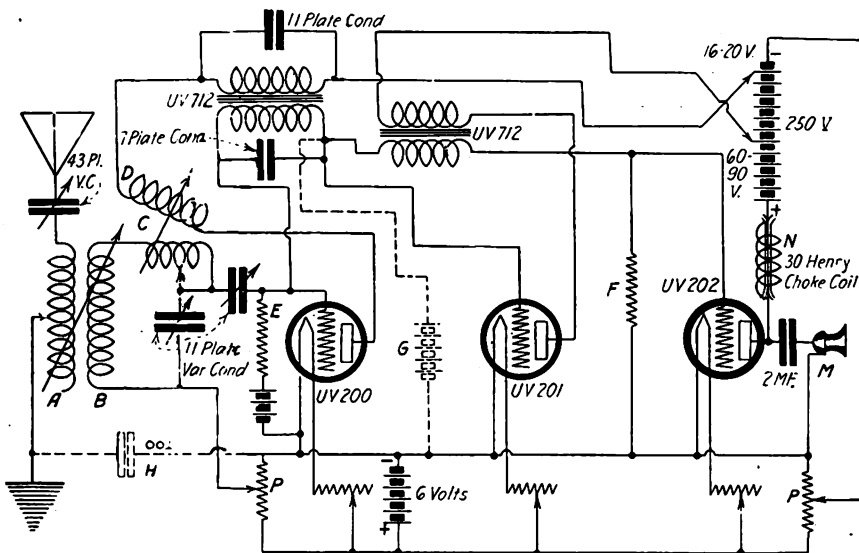 11 Plate Cond
16-20 V.
-
UV 712
UV 712
250 V
7 Plate Cond
43 Pl.
V.C.
60-
90
V.
D
C
+
N
30 Henry
Choke Coil
E
F
UV 202
G
11 Plate
Var Cond
UV 200
UV 201
2 MF.
M
A
B
H
∞
-
P
6 Volts
+
P